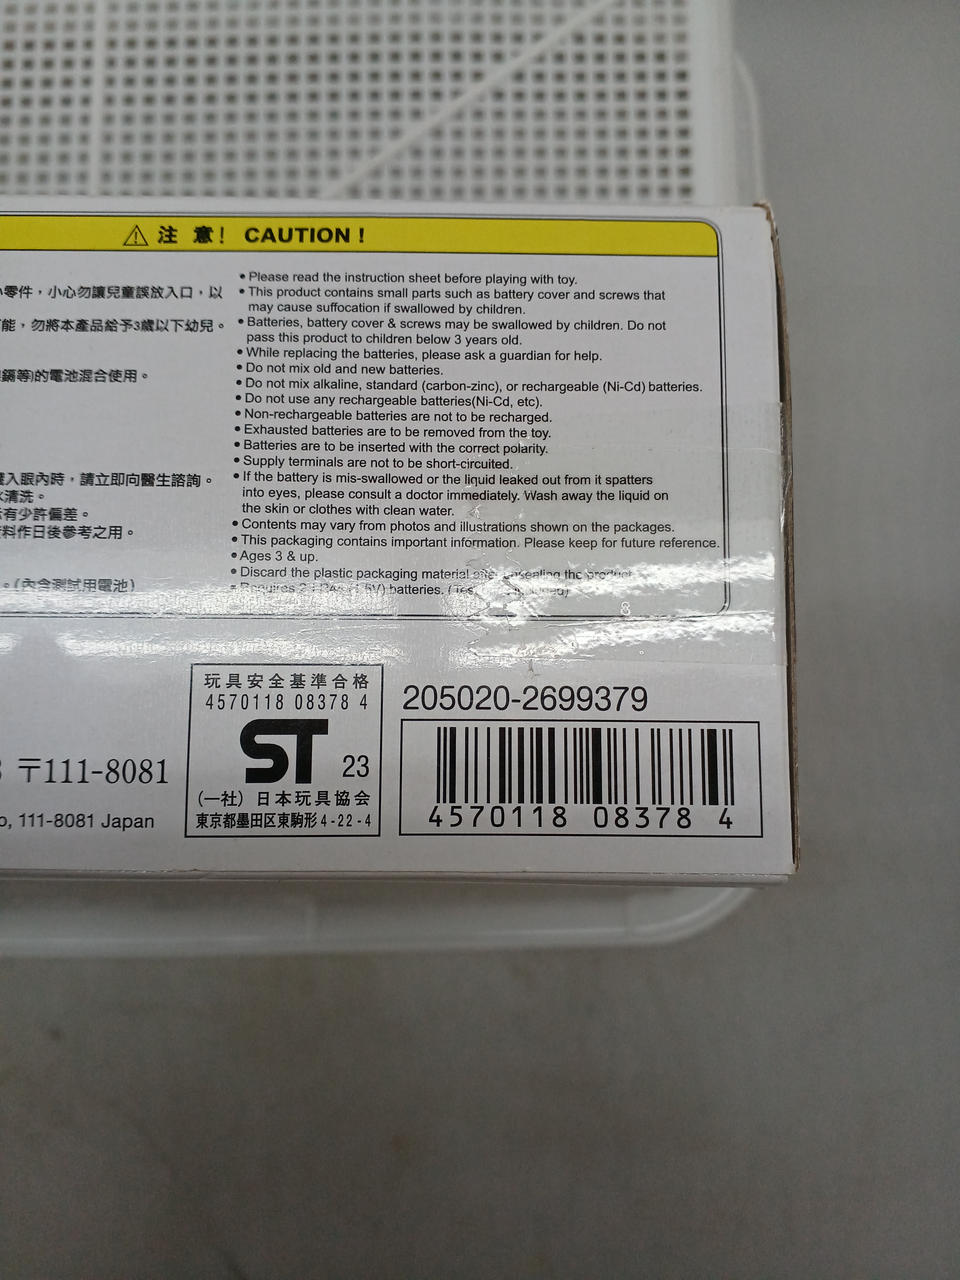 注 意! CAUTION !
零件，小心勿讓兒童誤放入口，以
能，勿將本產品給予3歲以下幼兒。
鎘等)的電池混合使用。
入眼內時，請立即向醫生諮詢。
清洗。
有少許偏差。
料作日後參考之用。
。(內含測試用電池)
• Please read the instruction sheet before playing with toy.
• This product contains small parts such as battery cover and screws that
may cause suffocation if swallowed by children.
• Batteries, battery cover & screws may be swallowed by children. Do not
pass this product to children below 3 years old.
• While replacing the batteries, please ask a guardian for help.
• Do not mix old and new batteries.
• Do not mix alkaline, standard (carbon-zinc), or rechargeable (Ni-Cd) batteries.
• Do not use any rechargeable batteries(Ni-Cd, etc).
• Non-rechargeable batteries are not to be recharged.
• Exhausted batteries are to be removed from the toy.
• Batteries are to be inserted with the correct polarity.
• Supply terminals are not to be short-circuited.
• If the battery is mis-swallowed or the liquid leaked out from it spatters
into eyes, please consult a doctor immediately. Wash away the liquid on
the skin or clothes with clean water.
• Contents may vary from photos and illustrations shown on the packages.
• This packaging contains important information. Please keep for future reference.
• Ages 3 & up.
• Discard the plastic packaging material after unsealing the product.
• Requires 2 (1.5V) batteries.
8
玩具安全基準合格
4570118 08378 4
ST 23
(一社) 日本玩具協会
東京都墨田区東駒形4-22-4
〒111-8081
o, 111-8081 Japan
205020-2699379
4570118 08378 4